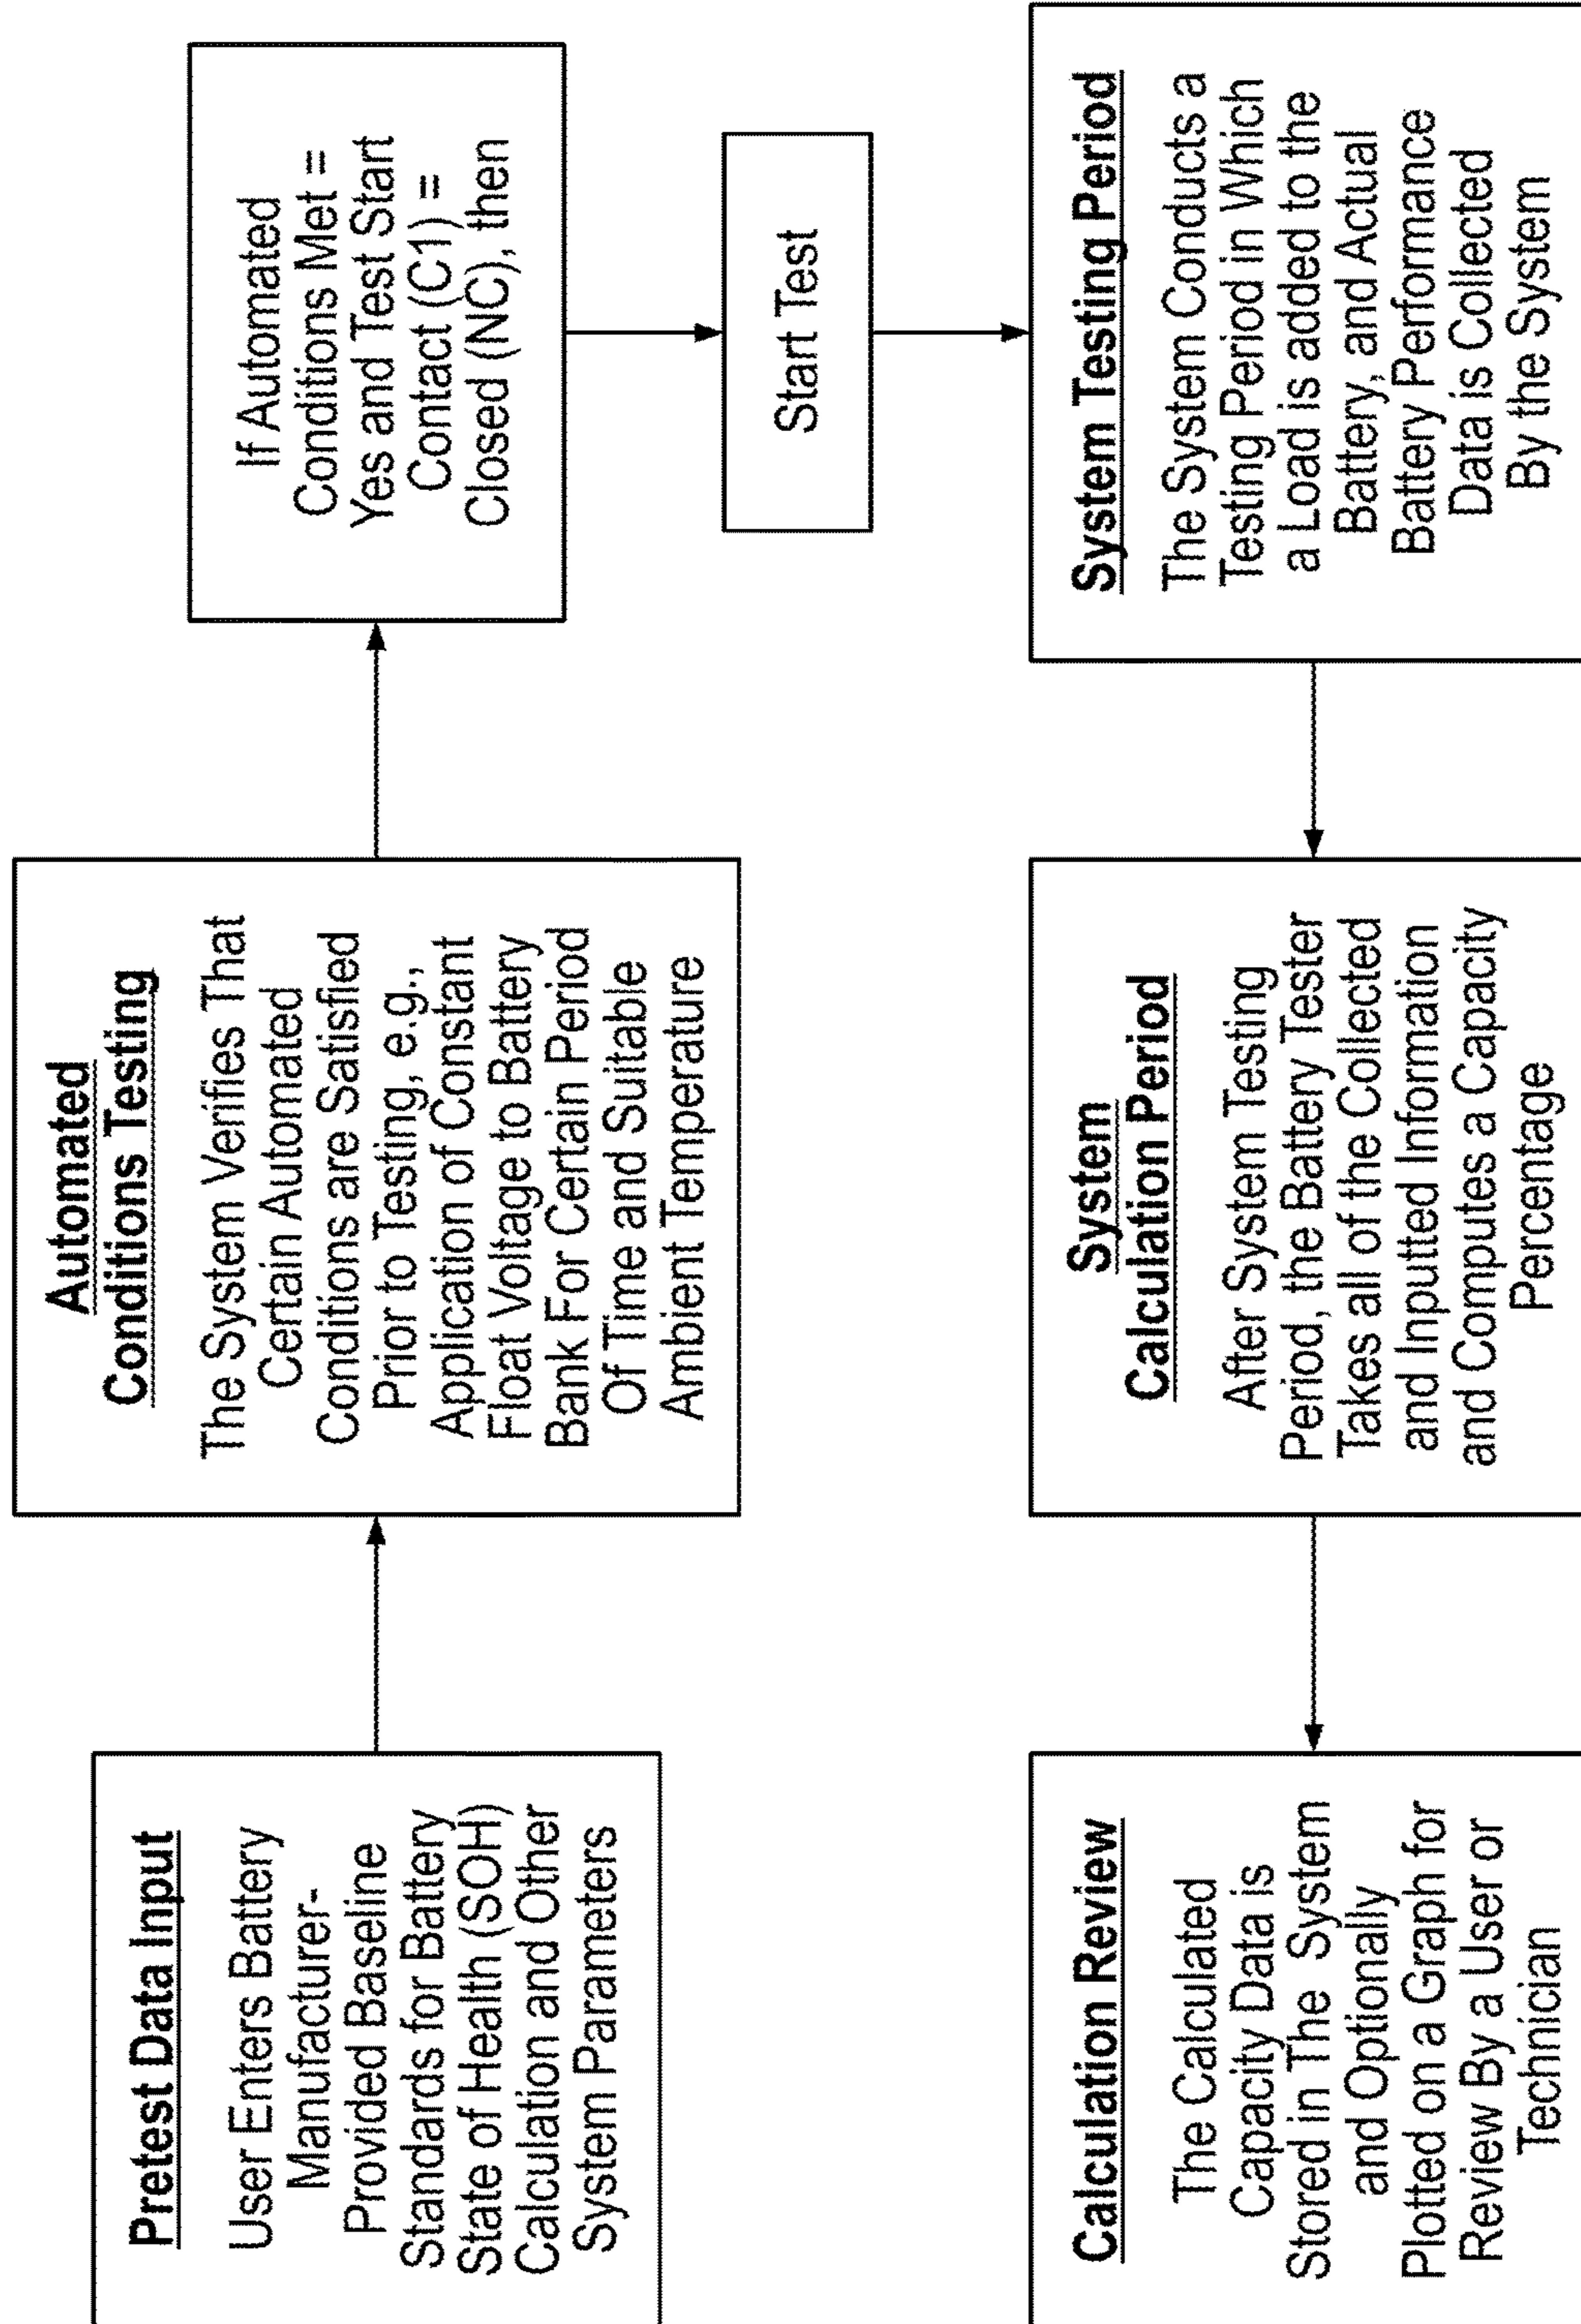 Pretest Data Input
User Enters Battery
Manufacturer-
Provided Baseline
Standards for Battery
State of Health (SOH)
Calculation and Other
System Parameters
Automated
Conditions Testing
The System Verifies That
Certain Automated
Conditions are Satisfied
Prior to Testing, e.g.,
Application of Constant
Float Voltage to Battery
Bank For Certain Period
Of Time and Suitable
Ambient Temperature
If Automated
Conditions Met =
Yes and Test Start
Contact (C1) =
Closed (NC), then
Start Test
System Testing Period
The System Conducts a
Testing Period in Which
a Load is added to the
Battery, and Actual
Battery Performance
Data is Collected
By the System
System
Calculation Period
After System Testing
Period, the Battery Tester
Takes all of the Collected
and Inputted Information
and Computes a Capacity
Percentage
Calculation Review
The Calculated
Capacity Data is
Stored in The System
and Optionally
Plotted on a Graph for
Review By a User or
Technician